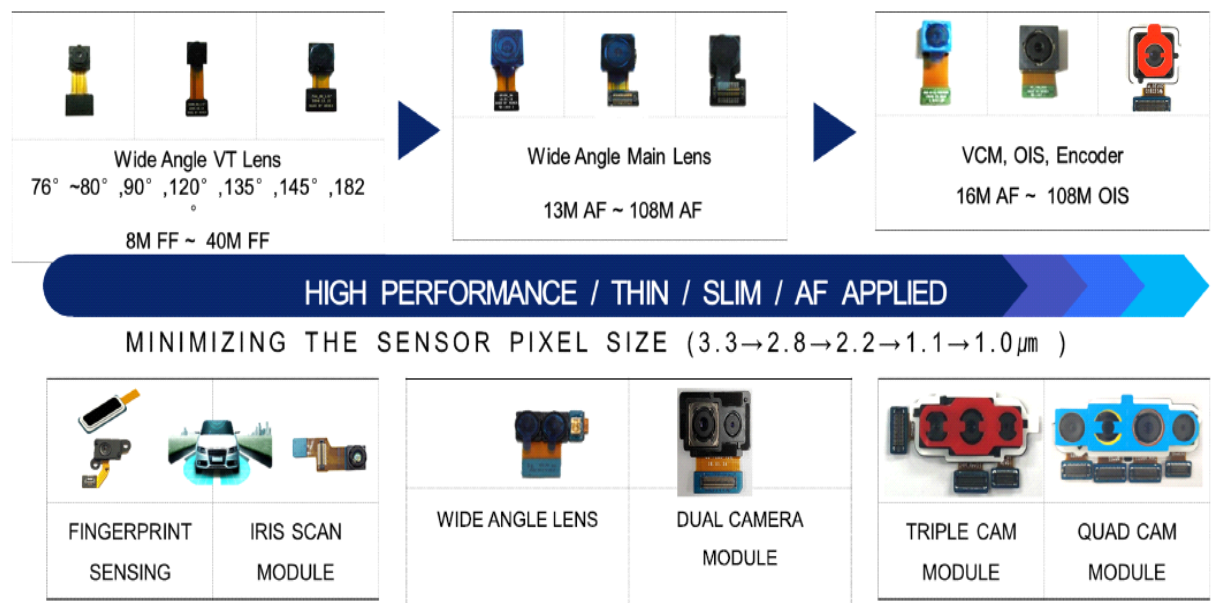 Wide Angle VT Lens
76° ~80° ,90° ,120° ,135° ,145° ,182
°
8M FF ~ 40M FF
Wide Angle Main Lens
13M AF ~ 108M AF
VCM, OIS, Encoder
16M AF ~ 108M OIS
HIGH PERFORMANCE / THIN / SLIM / AF APPLIED
MINIMIZING THE SENSOR PIXEL SIZE (3.3→2.8→2.2→1.1→1.0㎛ )
FINGERPRINT
SENSING
IRIS SCAN
MODULE
WIDE ANGLE LENS
DUAL CAMERA
MODULE
TRIPLE CAM
MODULE
QUAD CAM
MODULE